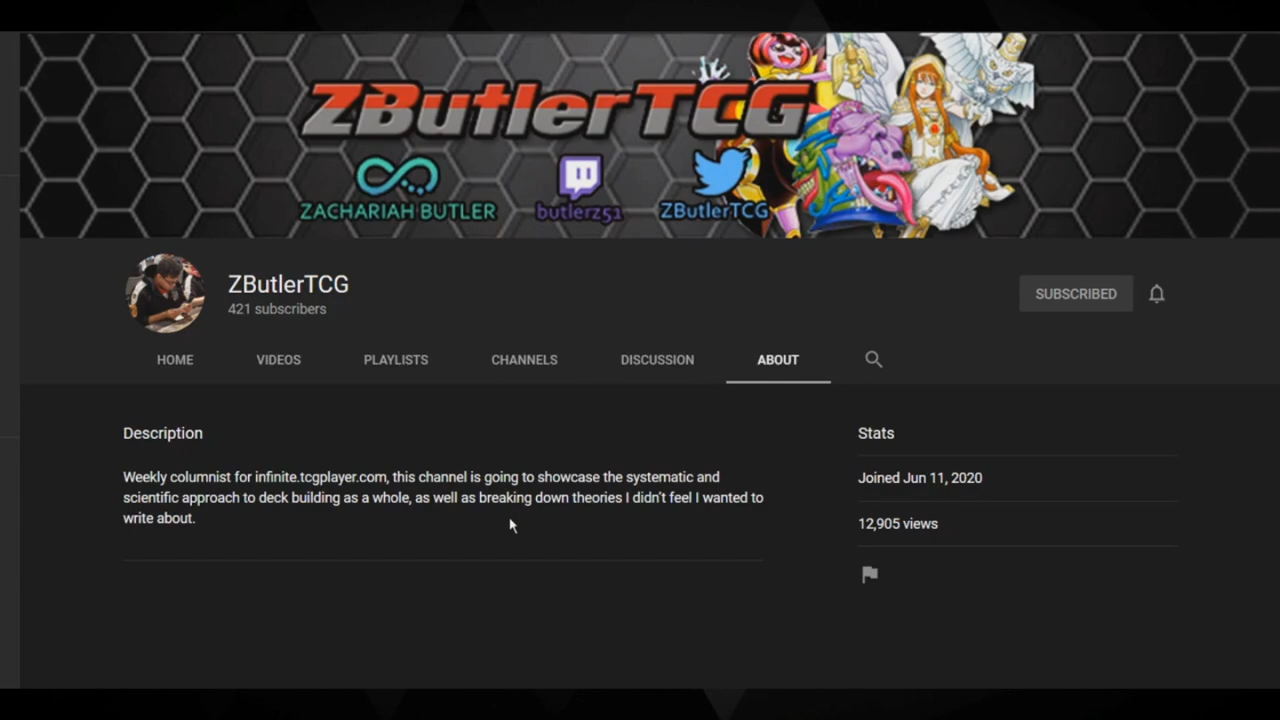 ZButlerTCG
ZACHARIAH BUTLER
butlerz51
ZButlerTCG
ZButlerTCG
421 subscribers
SUBSCRIBED
HOME VIDEOS PLAYLISTS CHANNELS DISCUSSION ABOUT
Description
Weekly columnist for infinite.tcgplayer.com, this channel is going to showcase the systematic and
scientific approach to deck building as a whole, as well as breaking down theories I didn't feel I wanted to
write about.
Stats
Joined Jun 11, 2020
12,905 views